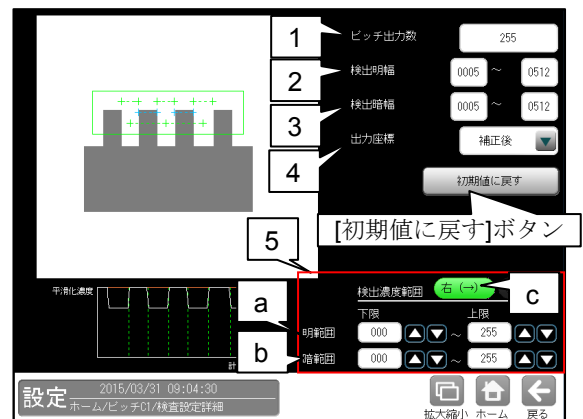 1
ピッチ出力数
255
2
検出明幅
0005 ~ 0512
3
検出暗幅
0005 ~ 0512
4
出力座標
補正後
初期値に戻す
[初期値に戻す]ボタン
5
平滑化濃度
計
検出濃度範囲
右 (→)
c
下限
上限
a
明範囲
000 ~ 255
b
暗範囲
000 ~ 255
設定
2015/03/31 09:04:30
ホーム/ピッチC1/検査設定詳細
拡大縮小
ホーム
戻る